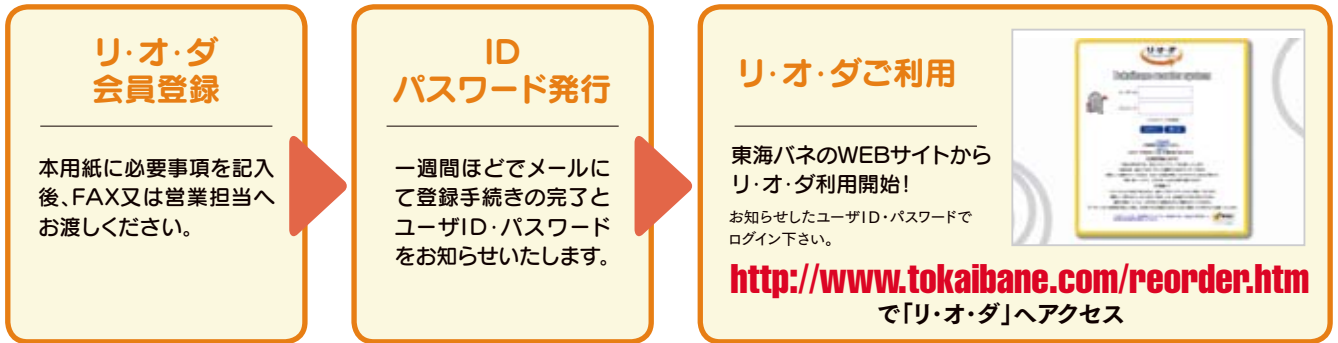 リ・オ・ダ
会員登録
本用紙に必要事項を記入
後、FAX又は営業担当へ
お渡しください。
ID
パスワード発行
一週間ほどでメールに
て登録手続きの完了と
ユーザID・パスワード
をお知らせいたします。
リ・オ・ダご利用
東海バネのWEBサイトから
リ・オ・ダ利用開始!
お知らせしたユーザID・パスワードで
ログイン下さい。
リ・オ・ダ
http://www.tokaibane.com/reorder.htm
で「リ・オ・ダ」へアクセス